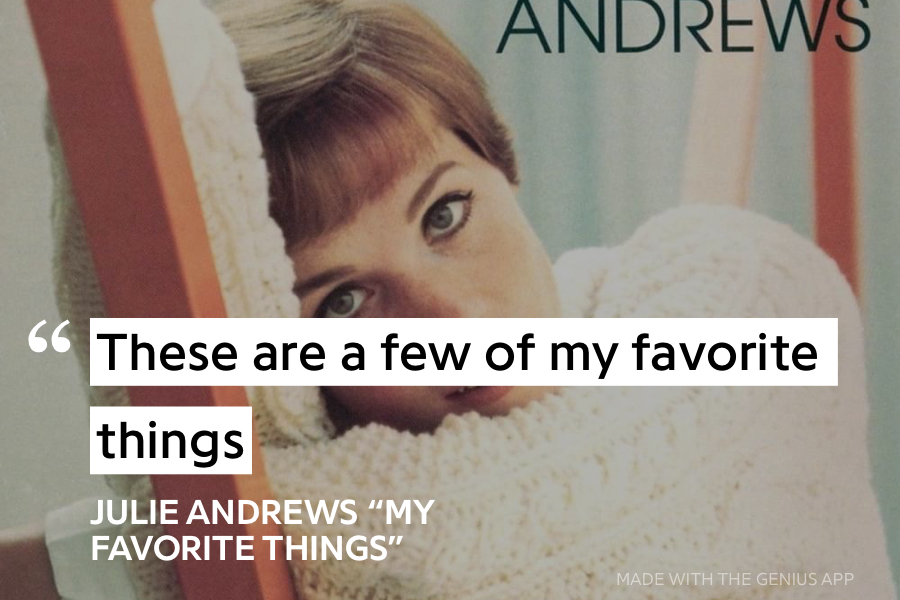 ANDREWS
“These are a few of my favorite
things
JULIE ANDREWS “MY
FAVORITE THINGS”
MADE WITH THE GENIUS APP